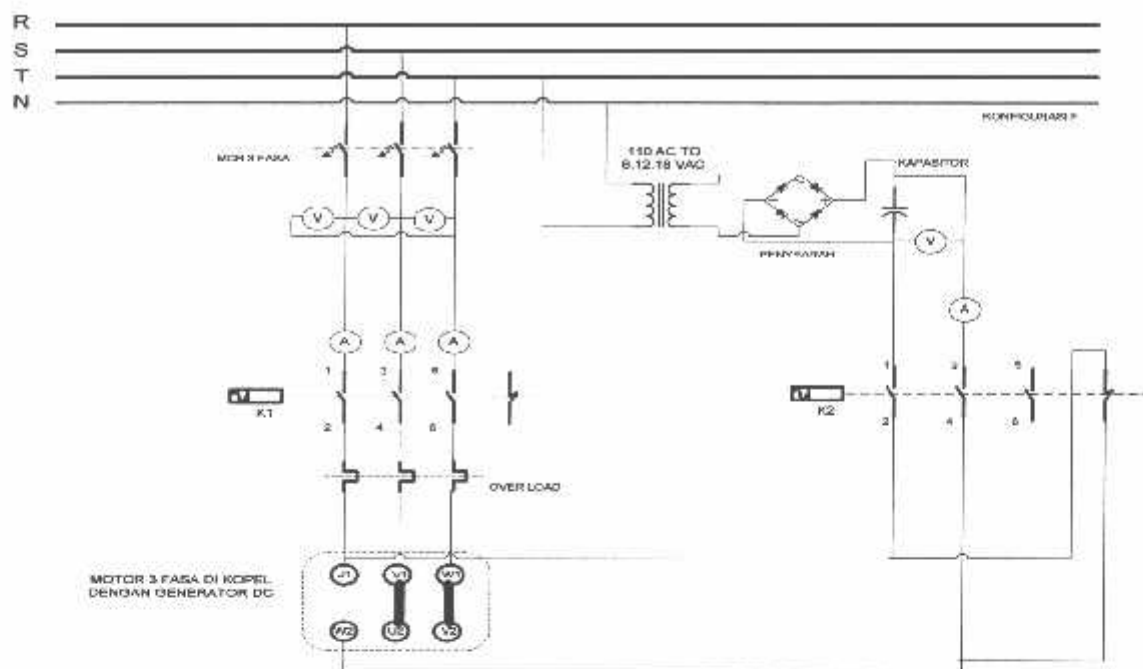 R
S
T
N
KONFIGURABLE
MCB 3 FASA
110 AC TO
6.12.18 VAC
KAPASITOR
V V V
V
PENYEARAH
A
A A A
1 3 5
1 3 5
K1
K2
2 4 6
2 4 6
OVER LOAD
MOTOR 3 FASA DI KOPEL
DENGAN GENERATOR DC
U1 V1 W1
W2 U2 V2